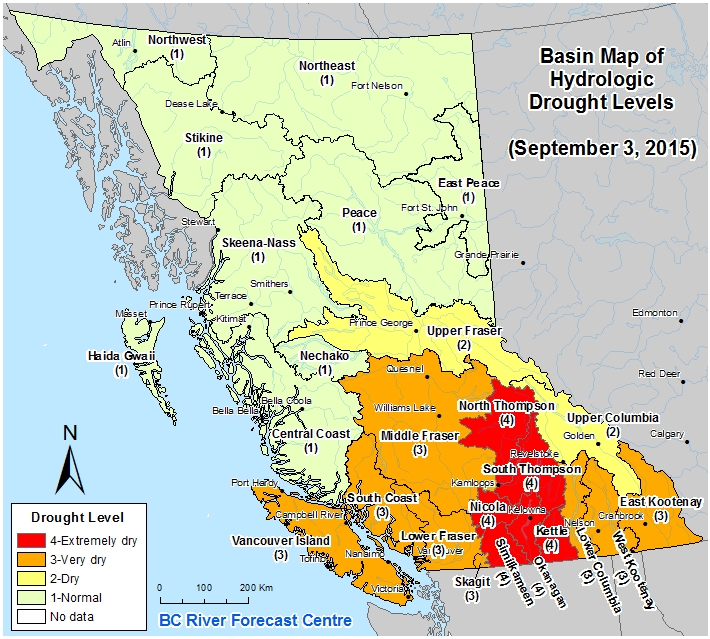 Basin Map of
Hydrologic
Drought Levels
(September 3, 2015)
Northwest
(1)
Atlin
Northeast
(1)
Fort Nelson
Dease Lake
Stikine
(1)
East Peace
(1)
Fort St. John
Peace
(1)
Stewart
Skeena-Nass
(1)
Grande Prairie
Smithers
Terrace
Prince Rupert
Kitimat
Masset
Haida Gwaii
(1)
Prince George
Upper Fraser
(2)
Edmonton
Nechako
(1)
Quesnel
Red Deer
Bella Coola
Bella Bella
Williams Lake
North Thompson
(4)
Upper Columbia
(2)
Central Coast
(1)
Middle Fraser
(3)
Golden
Calgary
Revelstoke
South Thompson
(4)
Kamloops
Port Hardy
South Coast
(3)
Nicola
(4)
Kelowna
East Kootenay
(3)
Cranbrook
Campbell River
Nelson
Kettle
(4)
Vancouver Island
(3)
Lower Fraser
(3)
Vancouver
Nanaimo
Tofino
Victoria
Skagit
(3)
Similkameen
(4)
Okanagan
(4)
Lower Columbia
(3)
West Kootenay
(3)
N
Drought Level
4-Extremely dry
3-Very dry
2-Dry
1-Normal
No data
0 100 200 Km
BC River Forecast Centre